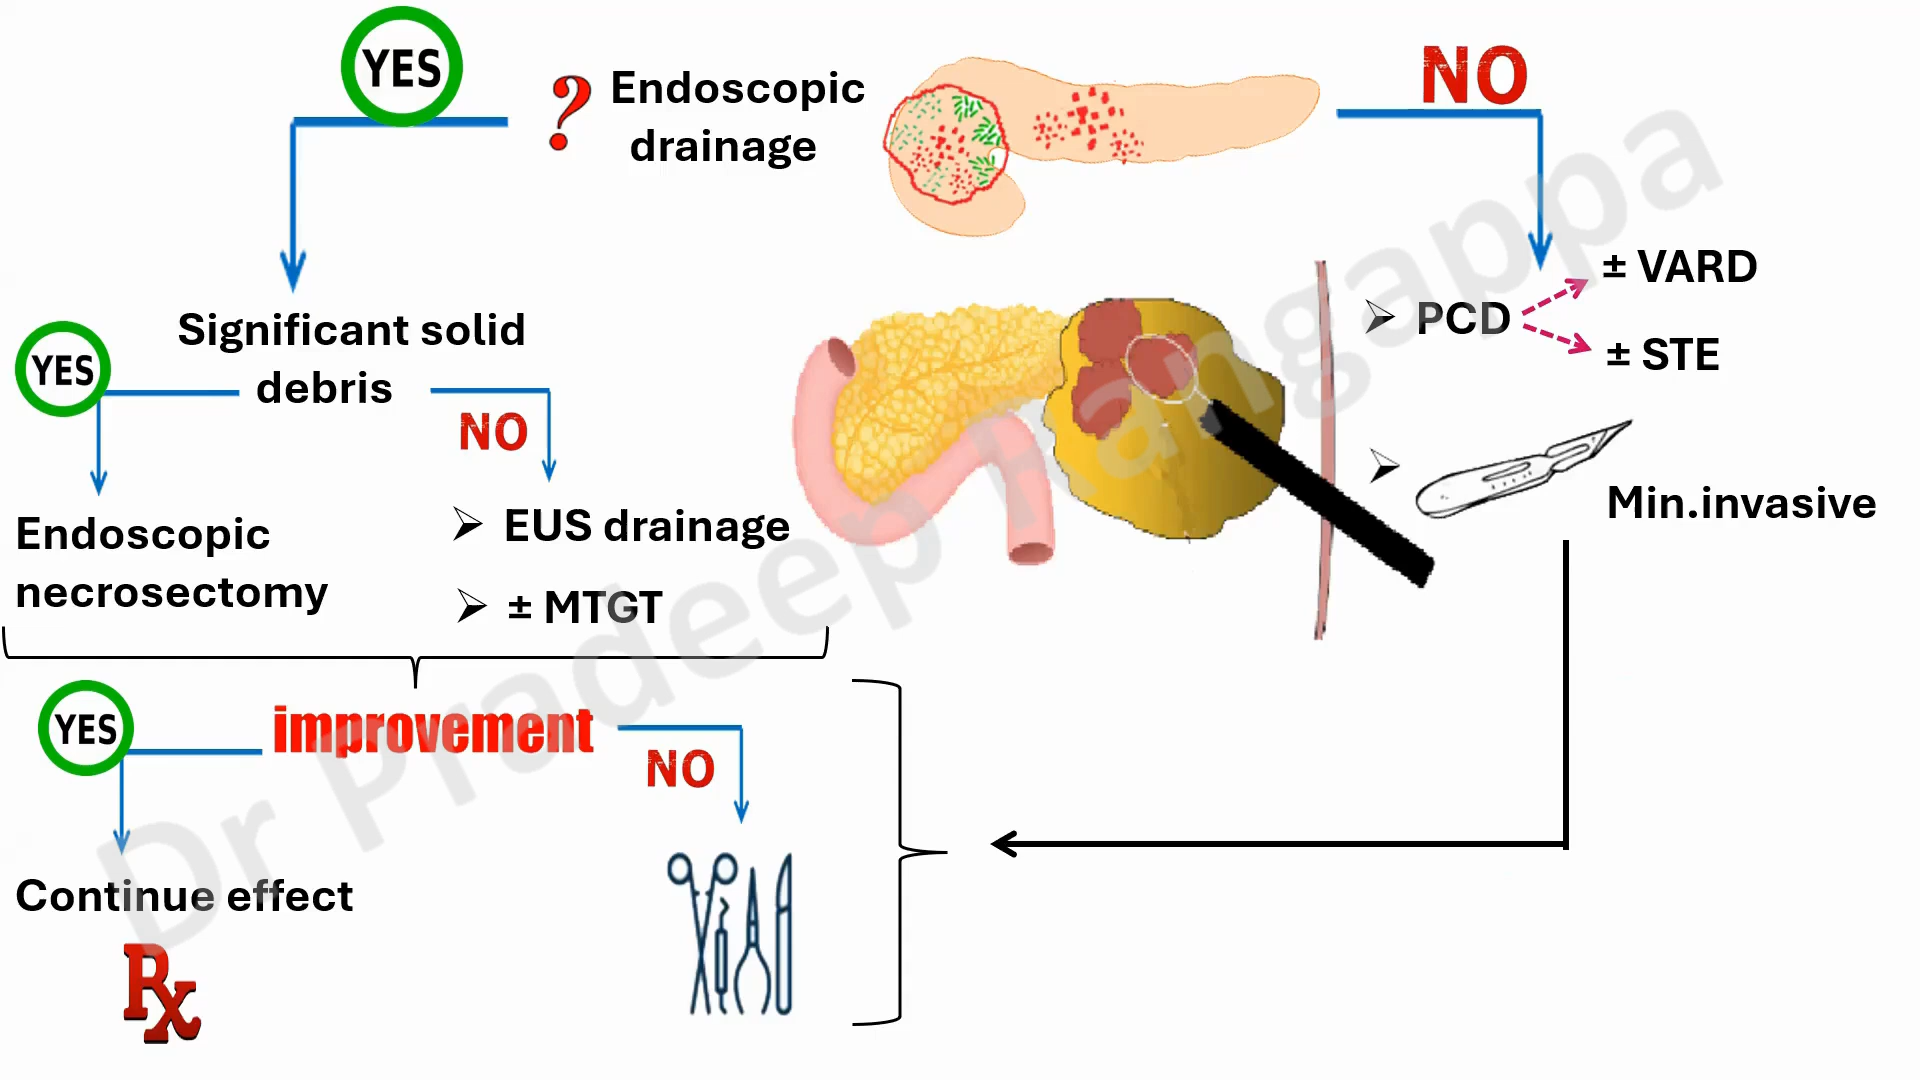 YES
? Endoscopic
drainage
NO
Significant solid
debris
YES
NO
Endoscopic
necrosectomy
➢ EUS drainage
➢ ± MTGT
➢ PCD
± VARD
± STE
➢ Min.invasive
improvement
YES
NO
Continue effect
Rx
Dr Pradeep Rangappa